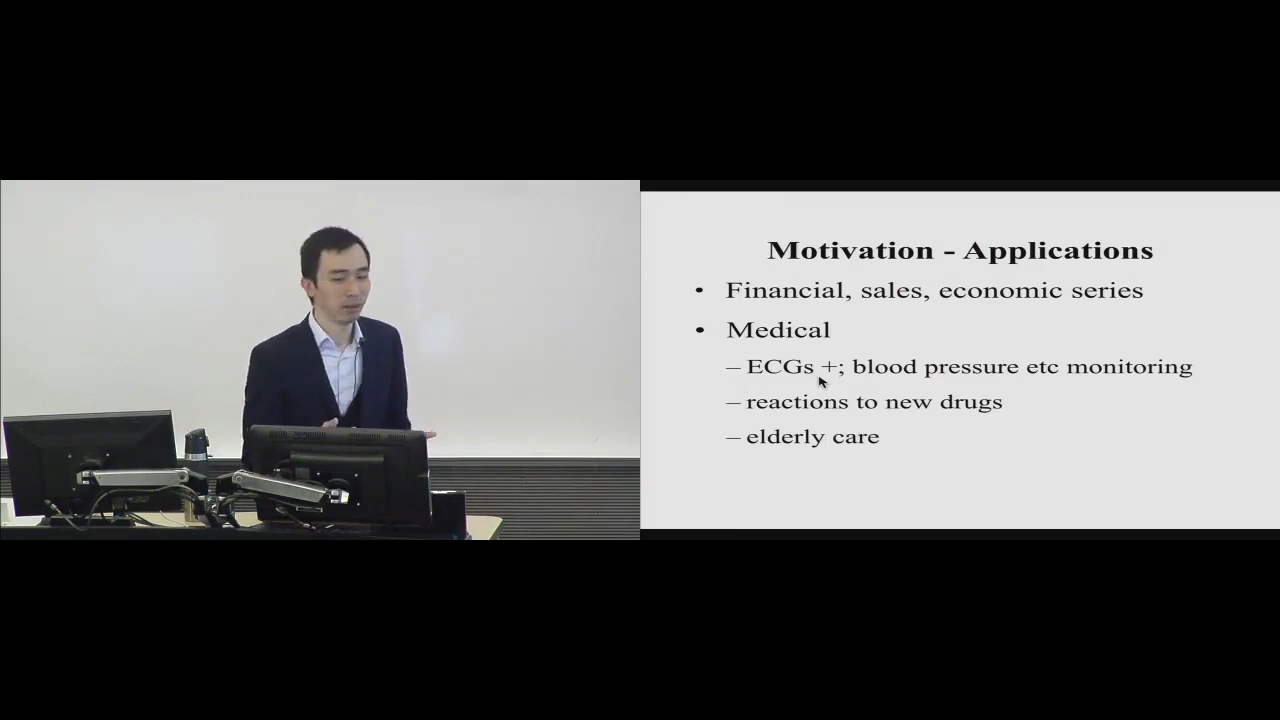 Motivation - Applications
• Financial, sales, economic series
• Medical
– ECGs +; blood pressure etc monitoring
– reactions to new drugs
– elderly care